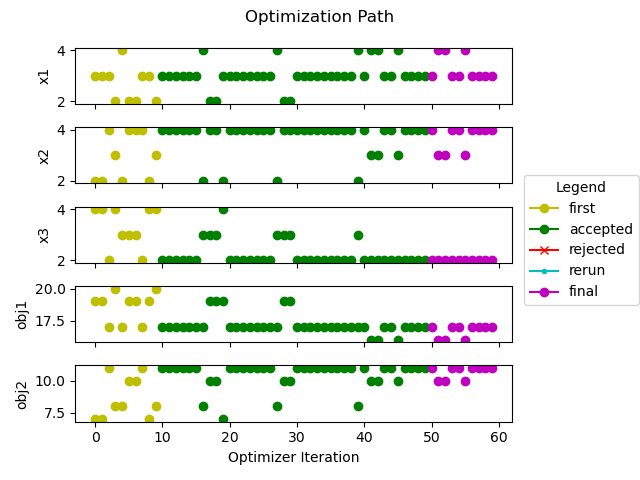 Optimization Path
4
2
x1
4
2
x2
4
2
x3
20.0
17.5
obj1
10.0
7.5
obj2
0 10 20 30 40 50 60
Optimizer Iteration
Legend
first
accepted
rejected
rerun
final